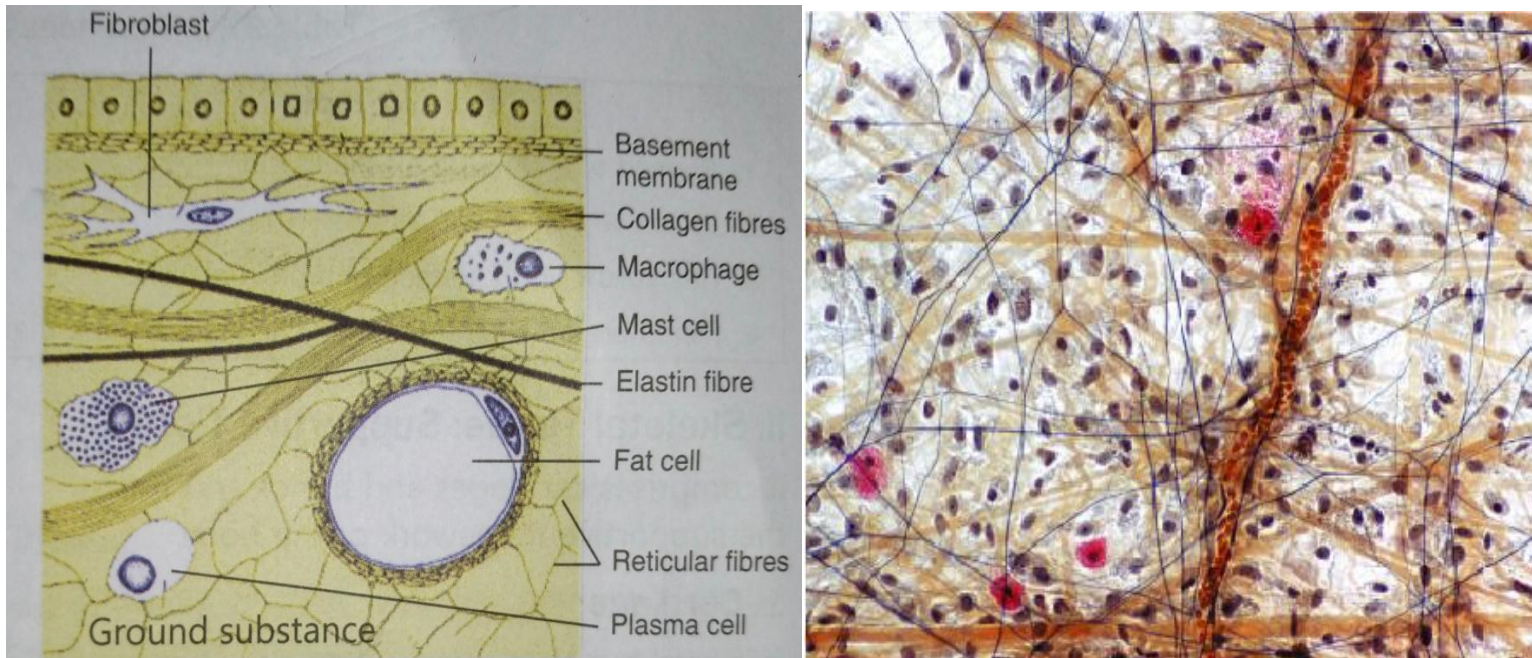 Fibroblast
Basement
membrane
Collagen fibres
Macrophage
Mast cell
Elastin fibre
Fat cell
Reticular fibres
Plasma cell
Ground substance